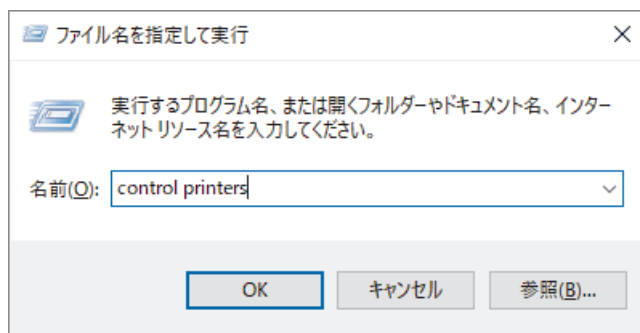 ファイル名を指定して実行
実行するプログラム名、または開くフォルダーやドキュメント名、インター
ネット リソース名を入力してください。
名前(O): control printers
OK キャンセル 参照(B)...